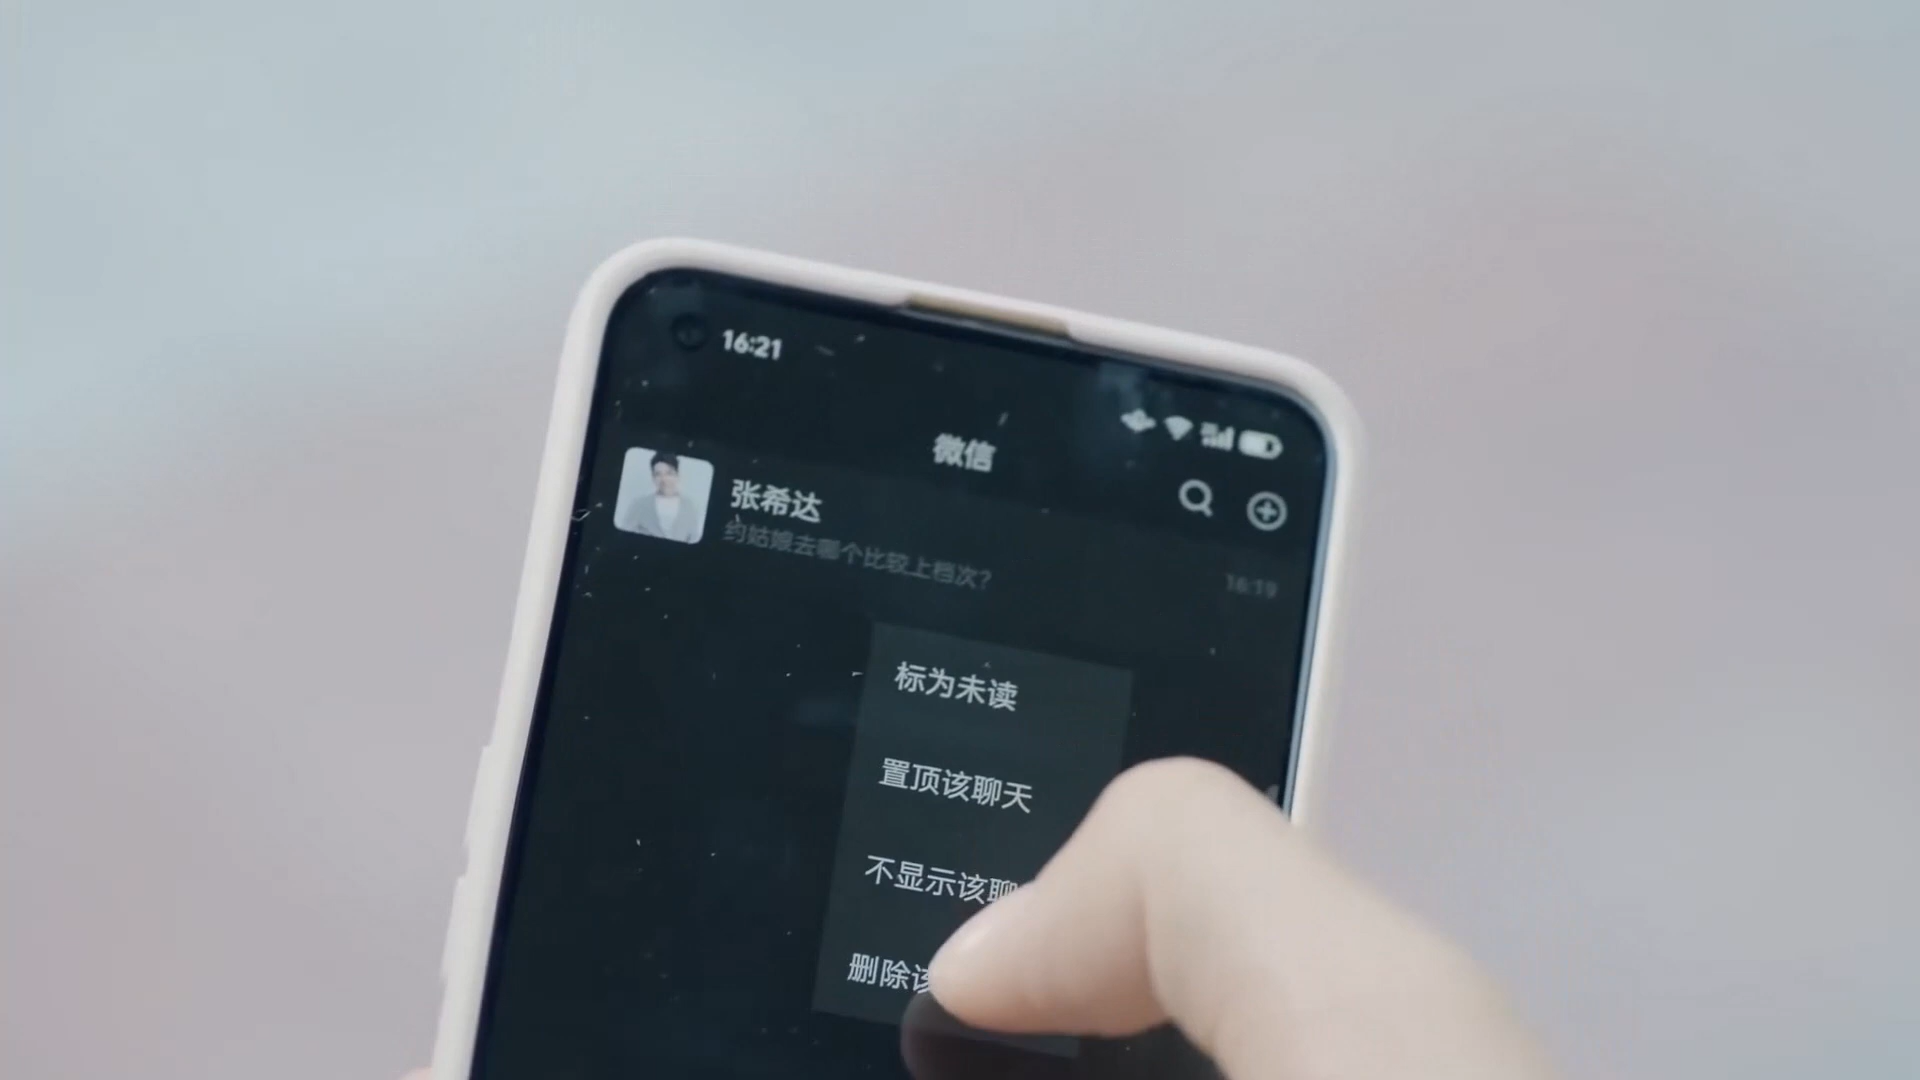 16:21
微信
张希达
约姑娘去哪个比较上档次?
16:19
标为未读
置顶该聊天
不显示该聊
删除该